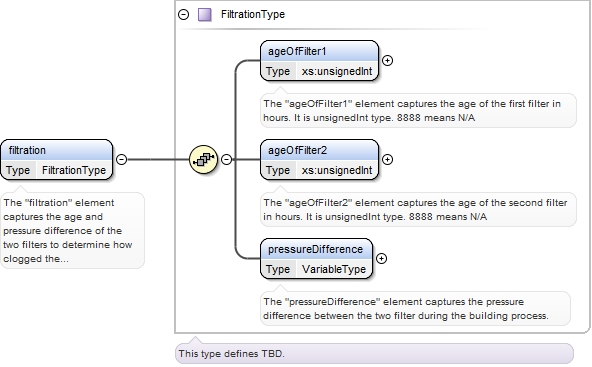 FiltrationType
ageOfFilter1
Type xs:unsignedInt
The "ageOfFilter1" element captures the age of the first filter in
hours. It is unsignedInt type. 8888 means N/A
filtration
Type FiltrationType
The "filtration" element
captures the age and
pressure difference of the
two filters to determine how
clogged the...
ageOfFilter2
Type xs:unsignedInt
The "ageOfFilter2" element captures the age of the second filter
in hours. It is unsignedInt type. 8888 means N/A
pressureDifference
Type VariableType
The "pressureDifference" element captures the pressure
difference between the two filter during the building process.
This type defines TBD.